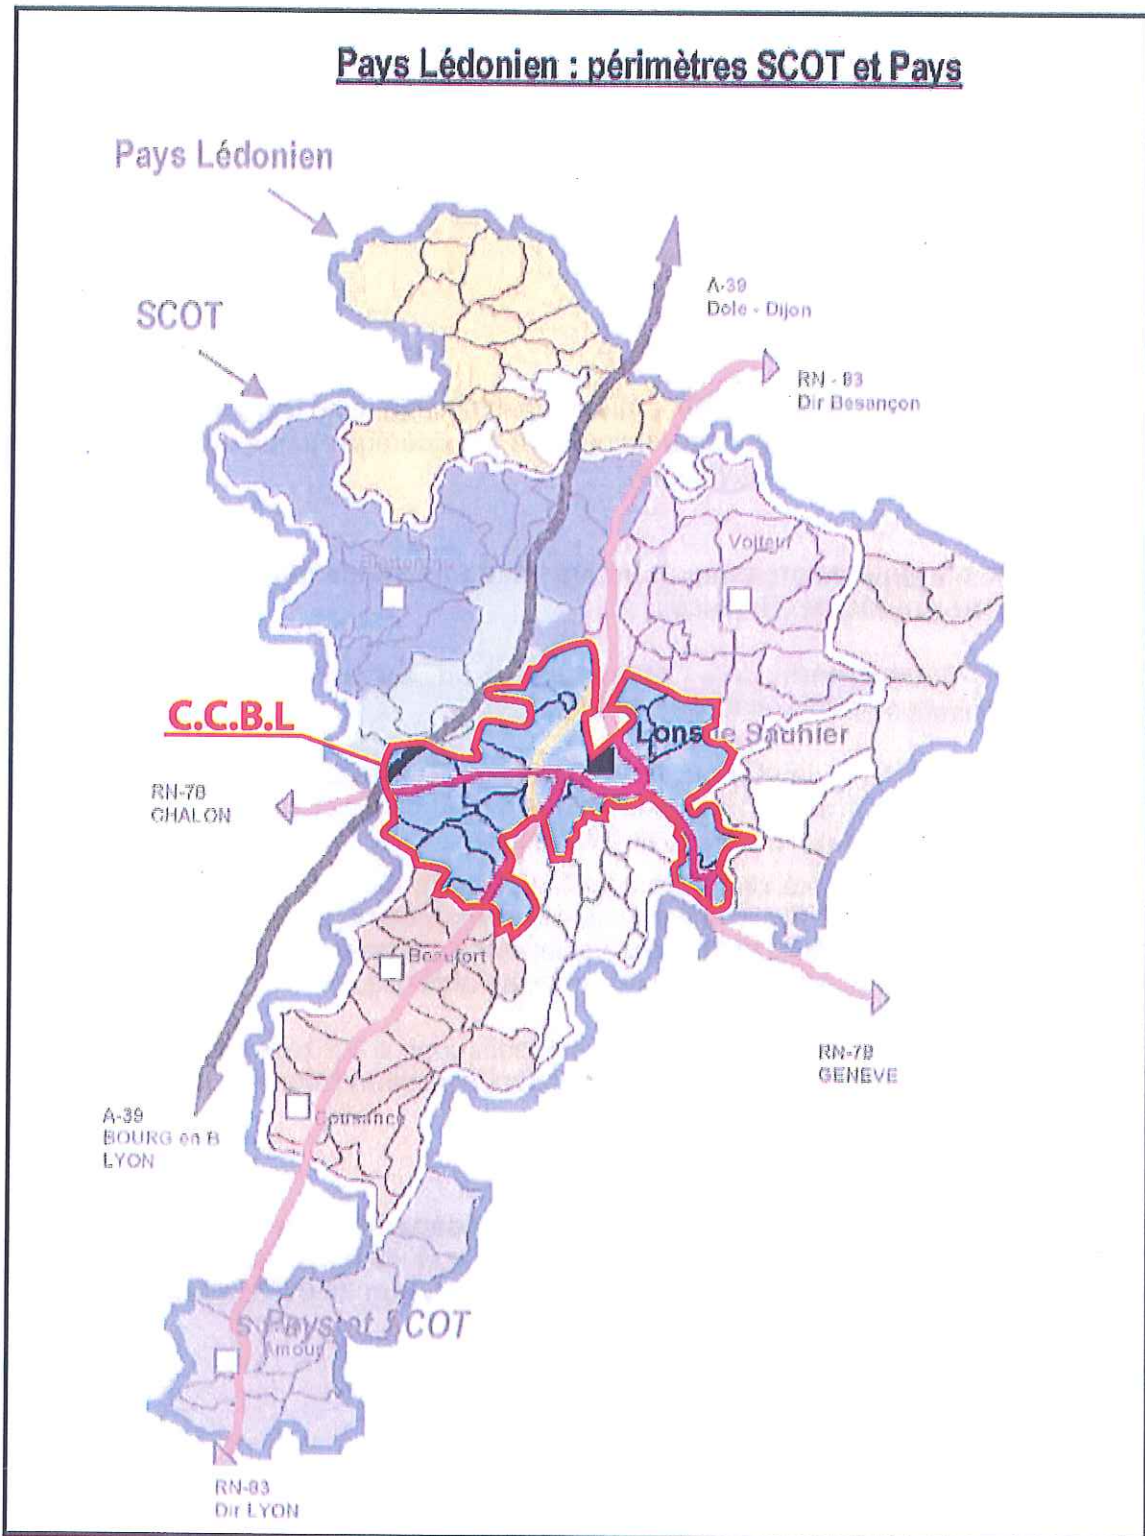 Pays Lédonien : périmètres SCOT et Pays
Pays Lédonien
SCOT
A-39
Dole - Dijon
RN - 83
Dir Besançon
Voiteur
C.C.B.L
Lons le Saunier
RN-78
CHALON
Beaufort
RN-78
GENEVE
Cousance
A-39
BOURG en B
LYON
s Pays et SCOT
Amour
RN-83
Dir LYON